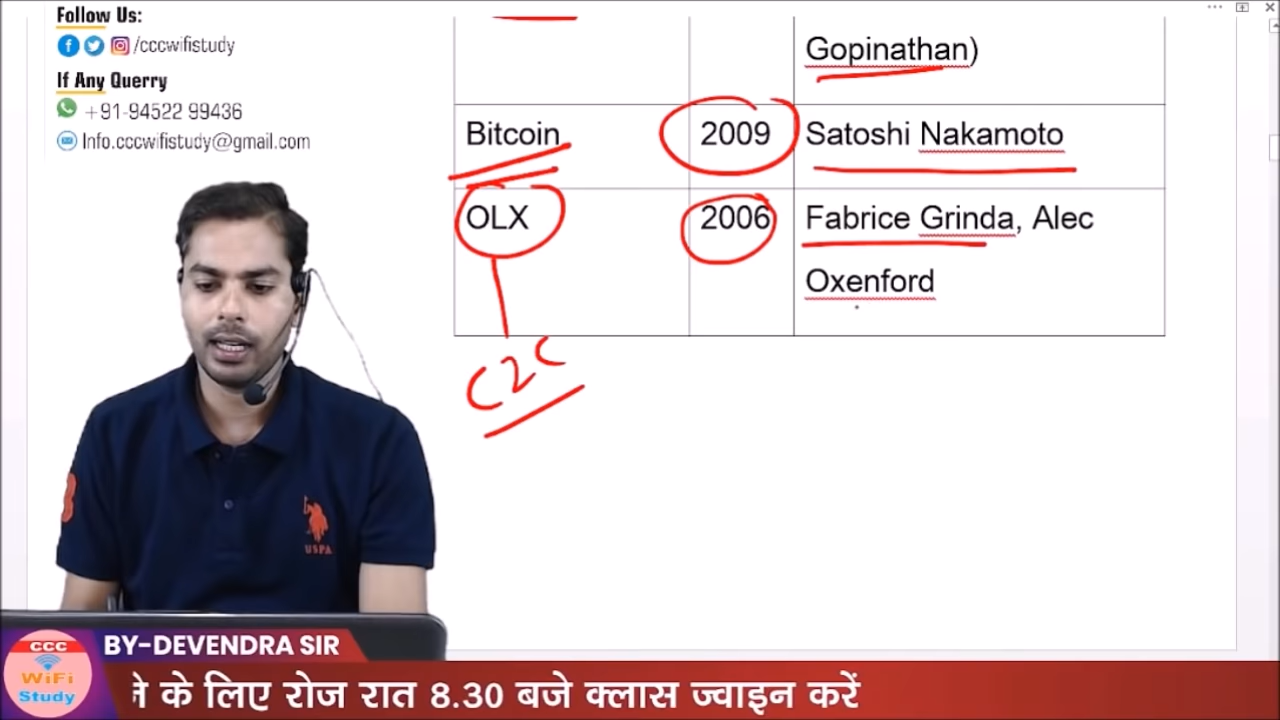 Follow Us:
/cccwifistudy
If Any Querry
+91-94522 99436
Info.cccwifistudy@gmail.com
Gopinathan)
Bitcoin 2009 Satoshi Nakamoto
OLX 2006 Fabrice Grinda, Alec
Oxenford
C2C
USPA
BY-DEVENDRA SIR
CCC
WiFi
Study
के लिए रोज रात 8.30 बजे क्लास ज्वाइन करें